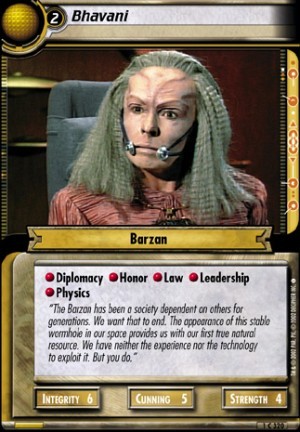 2 Bhavani
Barzan
Diplomacy Honor Law Leadership
Physics
"The Barzan has been a society dependent on others for
generations. We want that to end. The appearance of this stable
wormhole in our space provides us with our first true natural
resource. We have neither the experience nor the technology
to exploit it. But you do."
INTEGRITY 6 CUNNING 5 STRENGTH 4